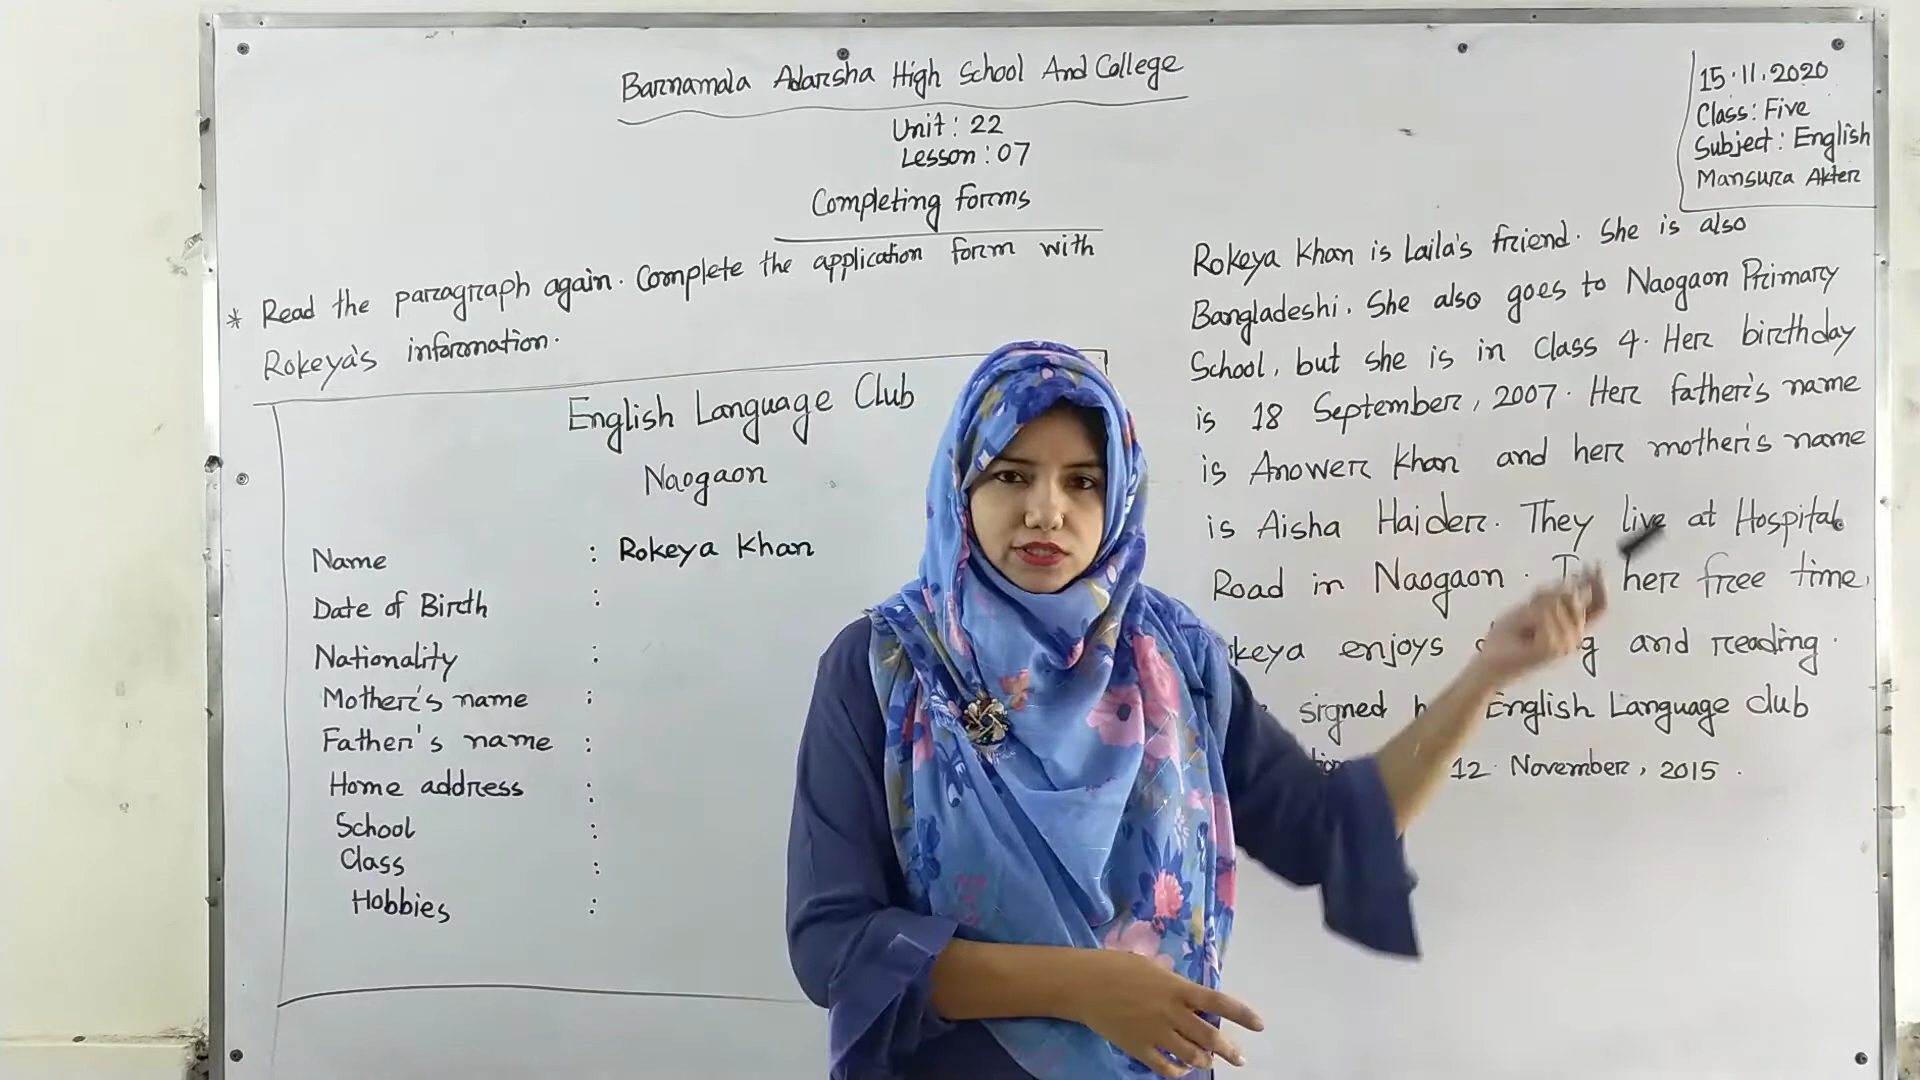 Barnamala Adarsha High School And College
Unit : 22
Lesson : 07
Completing forms
15.11.2020
Class: Five
Subject: English
Mansura Akter
* Read the paragraph again. Complete the application form with
Rokeya's information.
English Language Club
Naogaon
Name : Rokeya Khan
Date of Birth :
Nationality :
Mother's name :
Father's name :
Home address :
School :
Class :
Hobbies :
Rokeya Khan is Laila's friend. She is also
Bangladeshi. She also goes to Naogaon Primary
School, but she is in Class 4. Her birthday
is 18 September, 2007. Her father's name
is Anower Khan and her mother's name
is Aisha Haider. They live at Hospital
Road in Naogaon. her free time,
enjoys and reading.
signed English Language club
12 November, 2015.